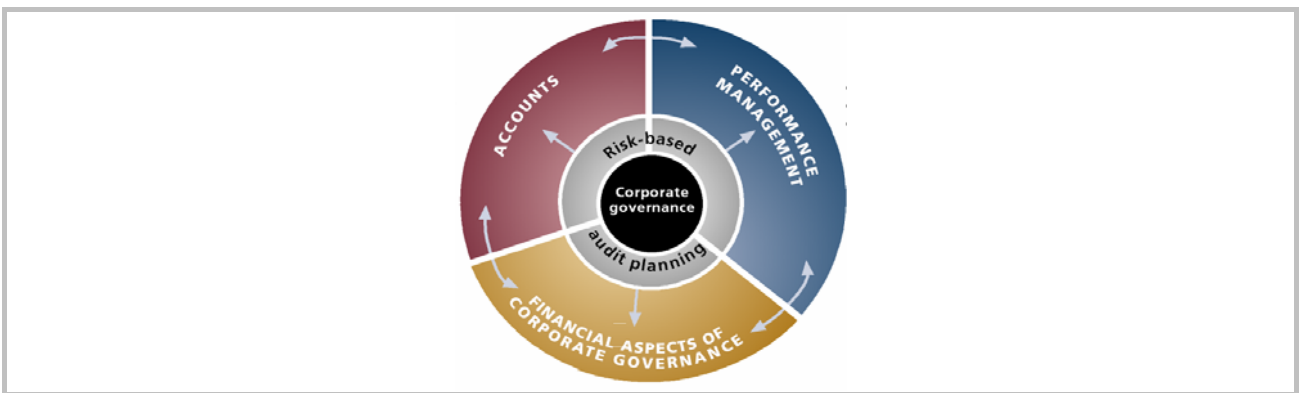 ACCOUNTS
PERFORMANCE
MANAGEMENT
Risk-based
Corporate
governance
audit planning
FINANCIAL ASPECTS OF
CORPORATE GOVERNANCE